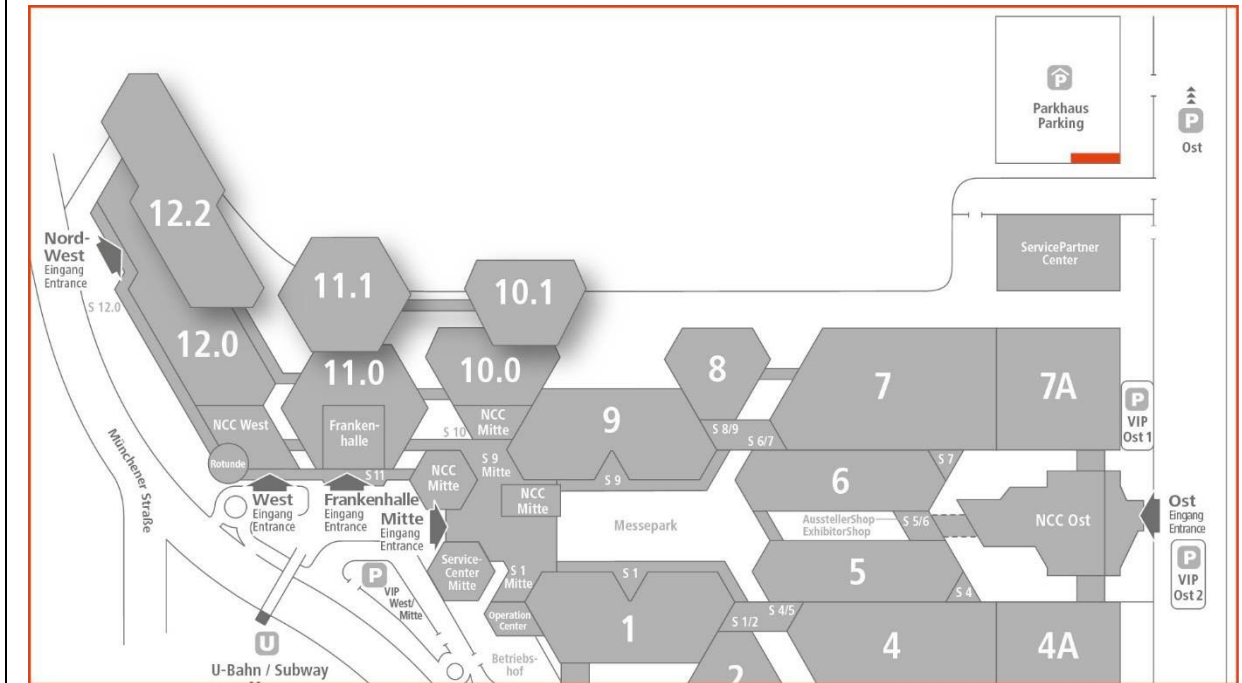 P
Parkhaus
Parking
P
Ost
12.2
Nord-
West
Eingang
Entrance
S 12.0
ServicePartner
Center
11.1
10.1
12.0
11.0
10.0
8
7
7A
P
VIP
Ost 1
NCC West
Franken-
halle
S 10
NCC
Mitte
9
S 8/9
S 6/7
Rotunde
S 11
NCC
Mitte
S 9
Mitte
S 9
6
S 7
Münchener Straße
West
Eingang
(Entrance
Frankenhalle
Eingang
Entrance
Mitte
Eingang
Entrance
NCC
Mitte
Messepark
AusstellerShop
ExhibitorShop
S 5/6
NCC Ost
Ost
Eingang
Entrance
P
VIP
Ost 2
Service-
Center
Mitte
S 1
Mitte
S 1
5
S 4
P
VIP
West/
Mitte
Operation
Center
1
S 4/5
S 1/2
4
4A
U
U-Bahn / Subway
Betriebs-
hof
2